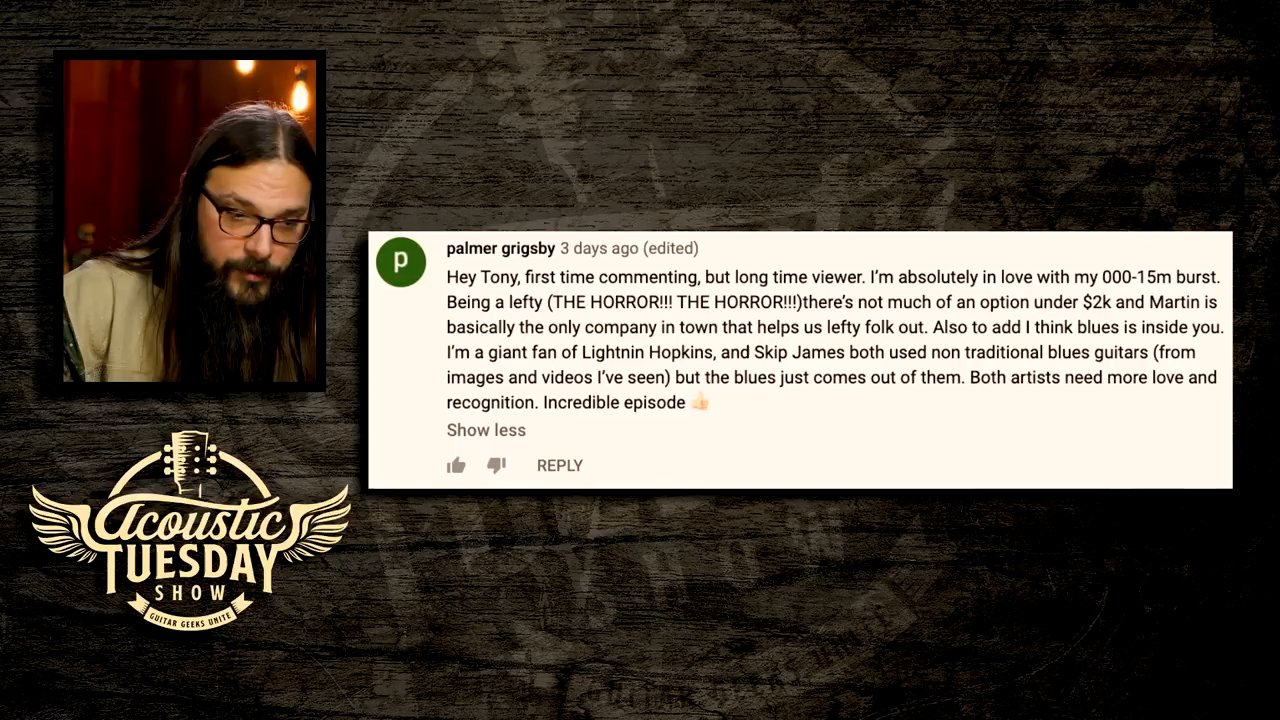 p
palmer grigsby 3 days ago (edited)
Hey Tony, first time commenting, but long time viewer. I’m absolutely in love with my 000-15m burst.
Being a lefty (THE HORROR!!! THE HORROR!!!)there’s not much of an option under $2k and Martin is
basically the only company in town that helps us lefty folk out. Also to add I think blues is inside you.
I’m a giant fan of Lightnin Hopkins, and Skip James both used non traditional blues guitars (from
images and videos I’ve seen) but the blues just comes out of them. Both artists need more love and
recognition. Incredible episode 👍🏻
Show less
REPLY
Acoustic
TUESDAY
SHOW
GUITAR GEEKS UNITE